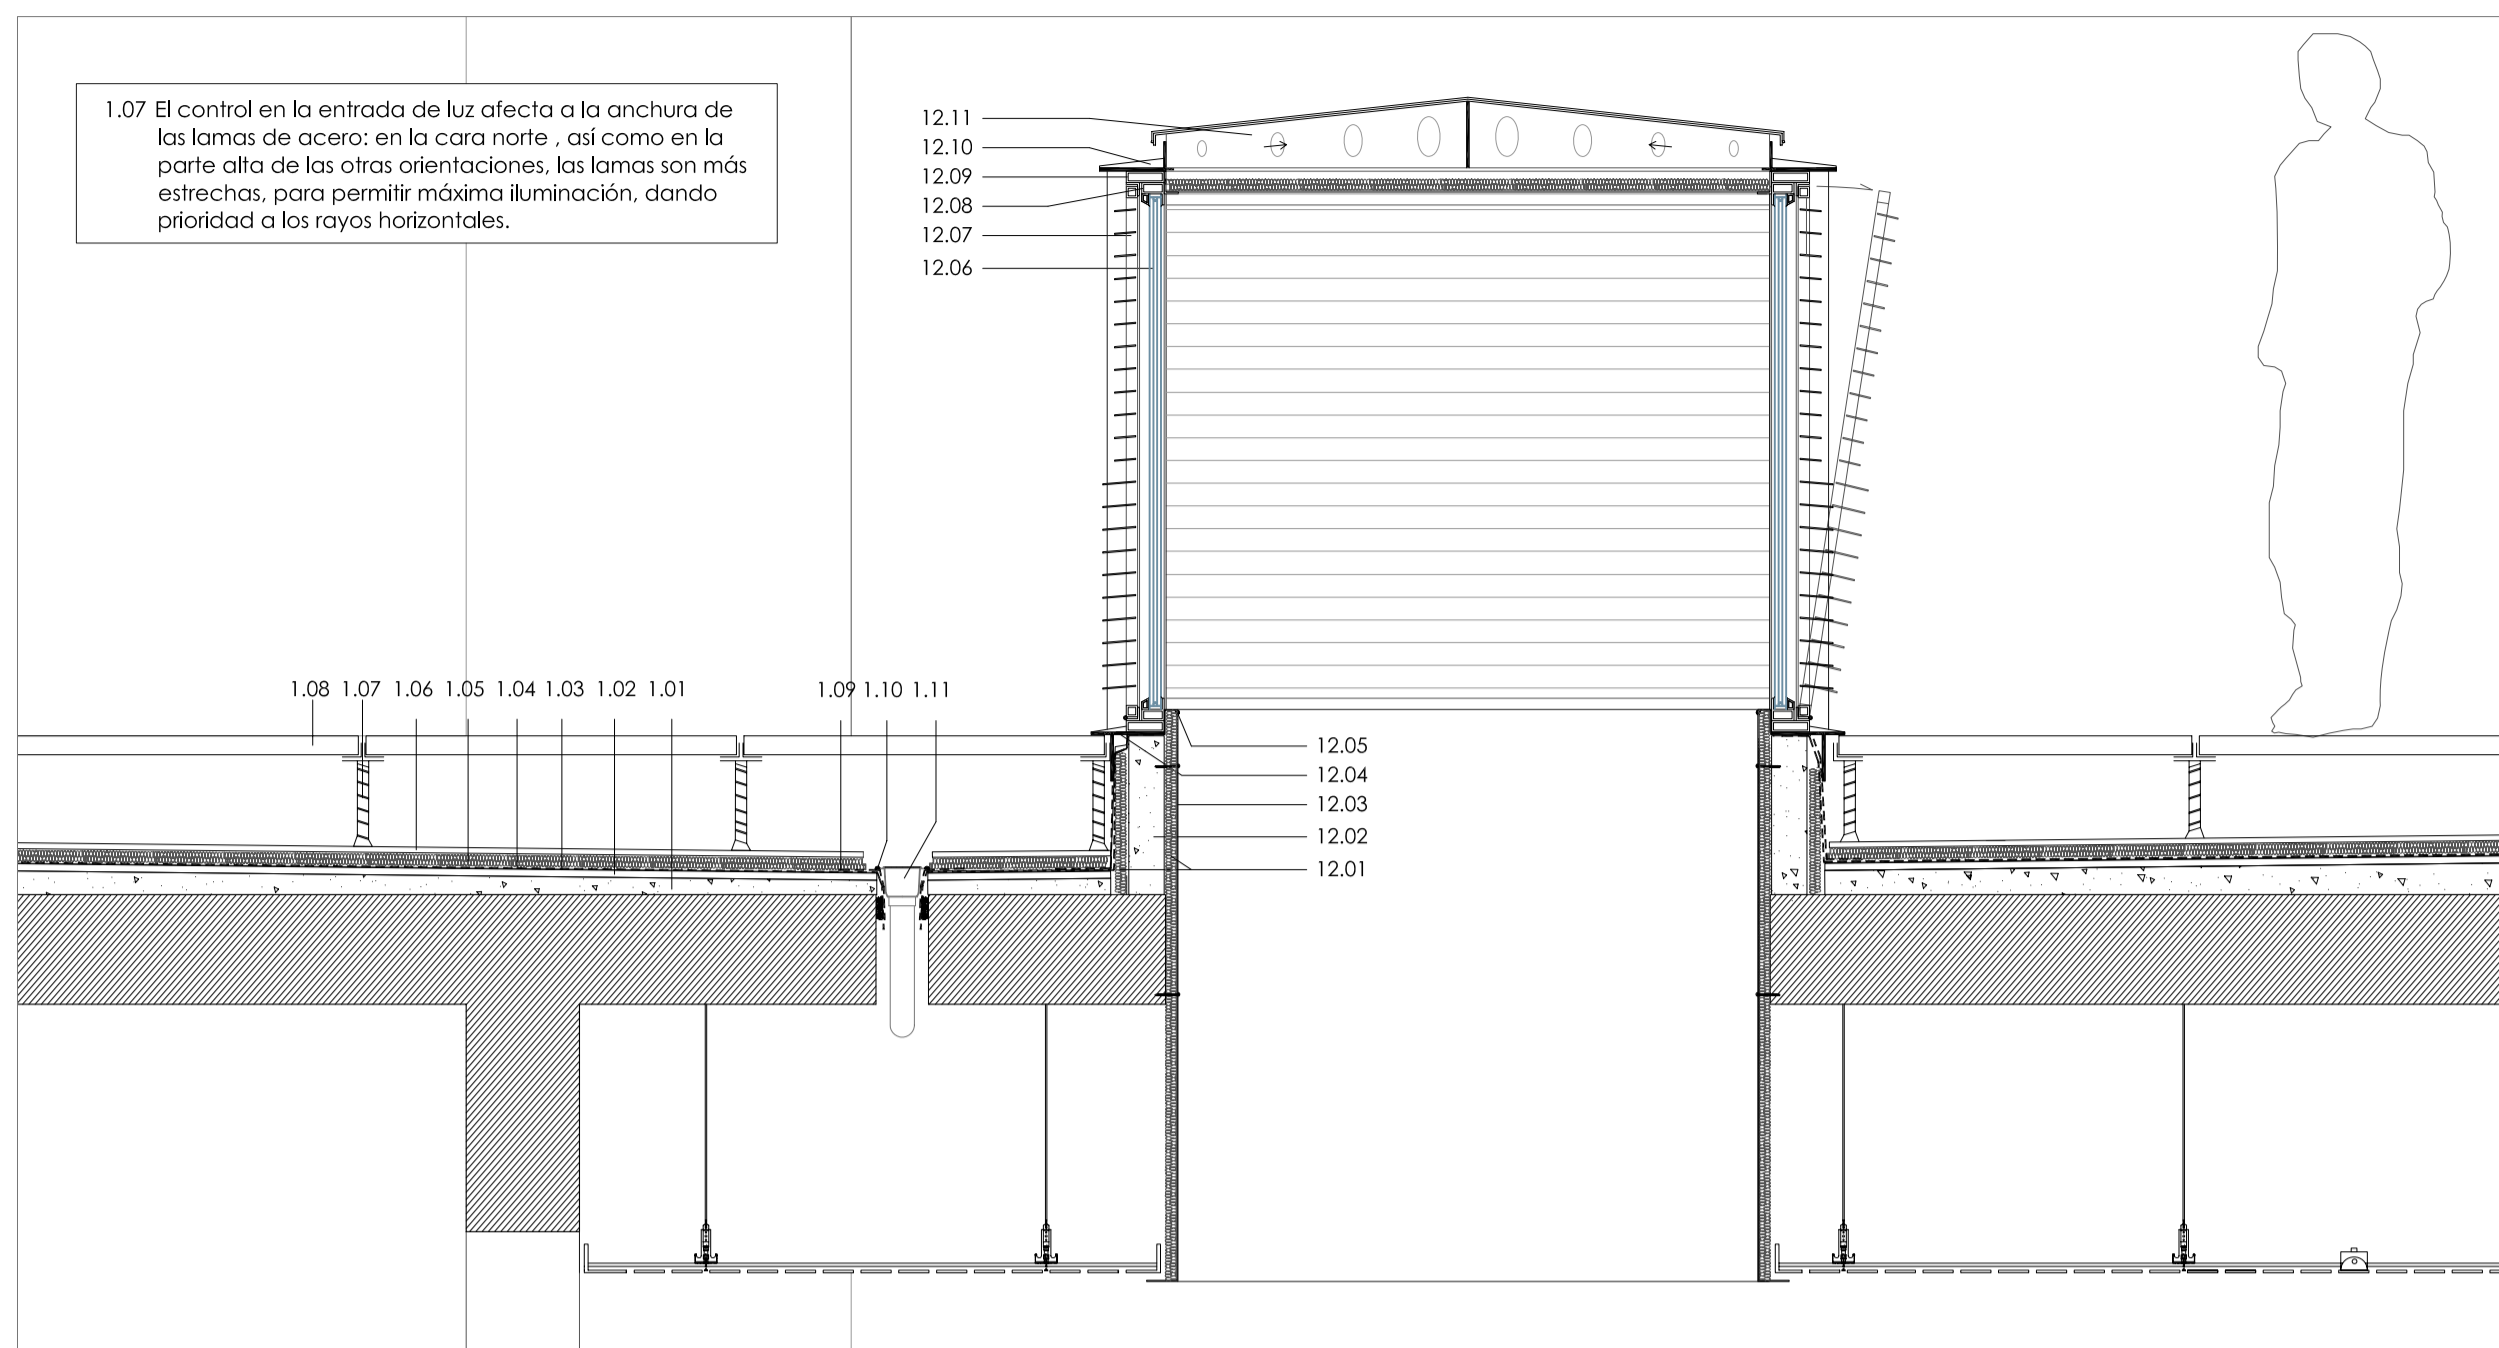 1.07 El control en la entrada de luz afecta a la anchura de
las lamas de acero: en la cara norte , así como en la
parte alta de las otras orientaciones, las lamas son más
estrechas, para permitir máxima iluminación, dando
prioridad a los rayos horizontales.
12.11
12.10
12.09
12.08
12.07
12.06
1.08 1.07 1.06 1.05 1.04 1.03 1.02 1.01 1.09 1.10 1.11
12.05
12.04
12.03
12.02
12.01